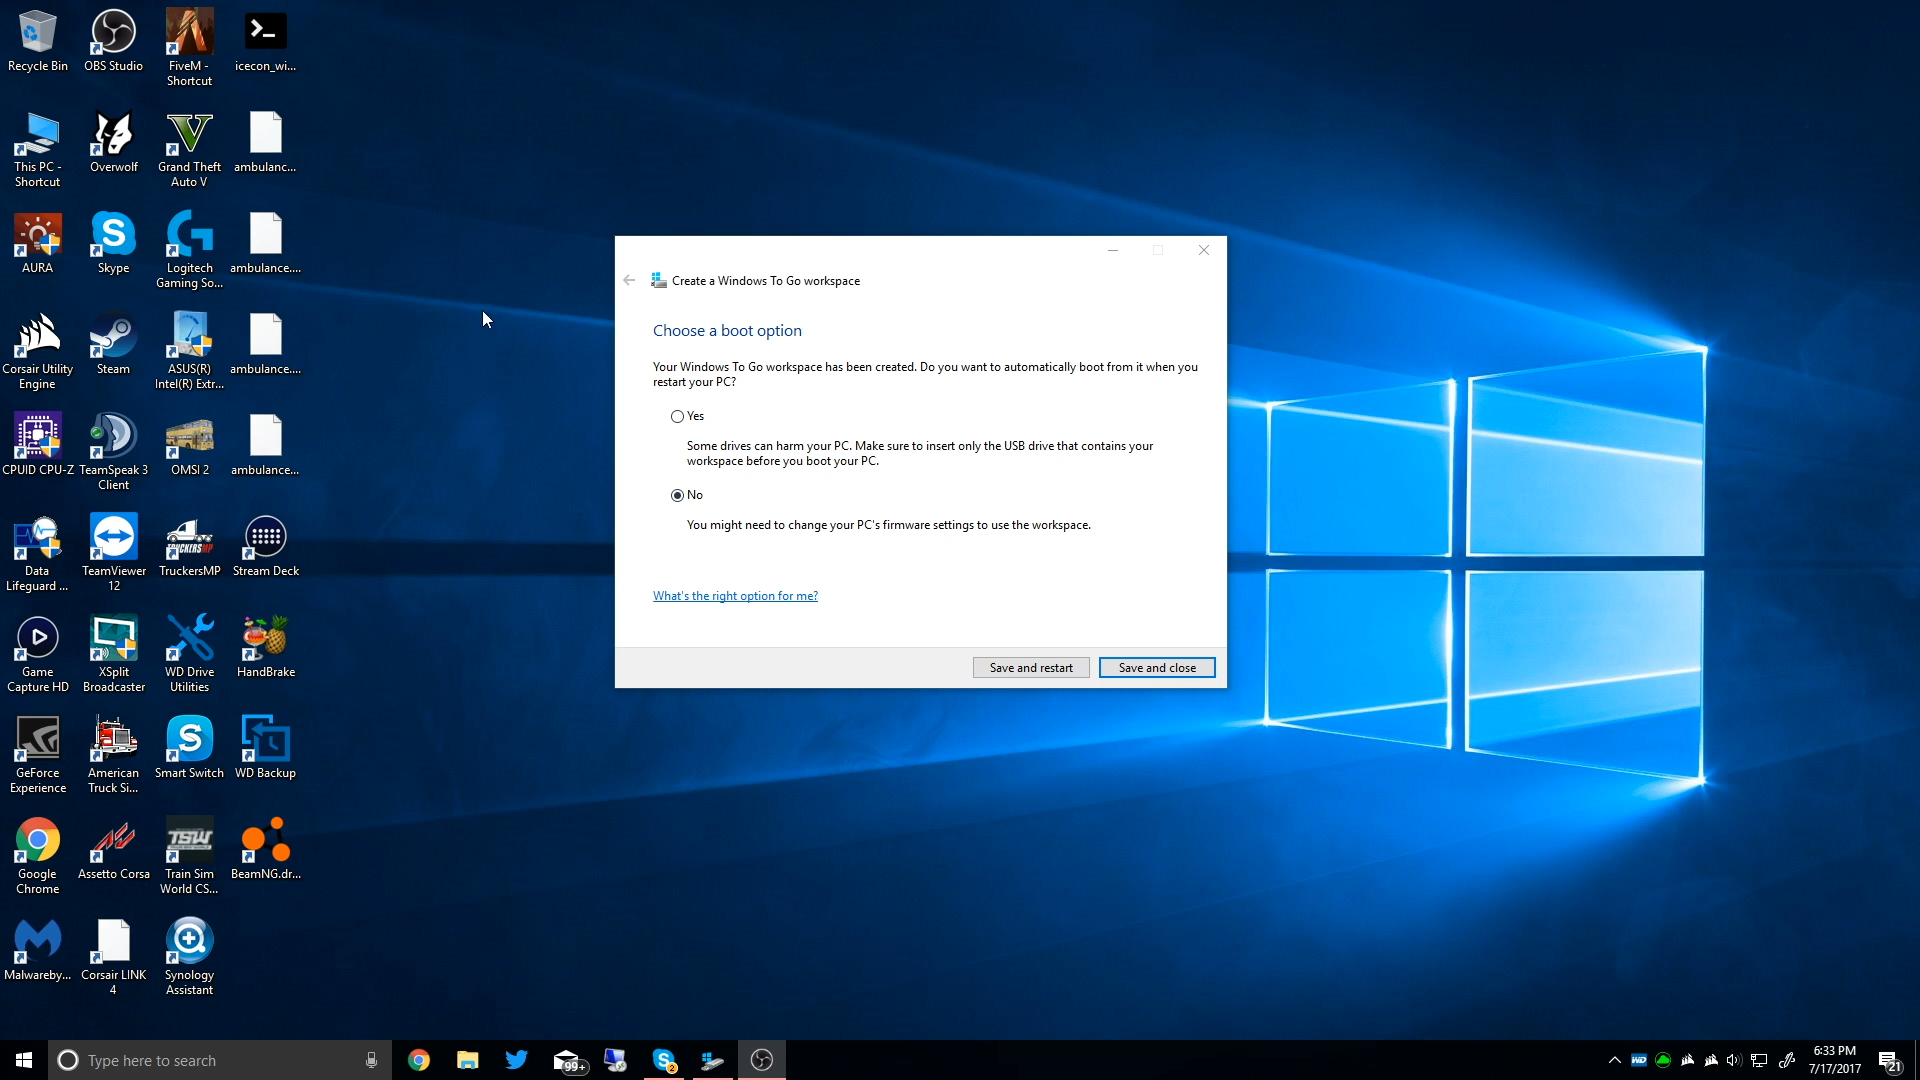 Recycle Bin
OBS Studio
FiveM -
Shortcut
icecon_wi...
This PC -
Shortcut
Overwolf
Grand Theft
Auto V
ambulanc...
AURA
Skype
Logitech
Gaming So...
ambulance....
Corsair Utility
Engine
Steam
ASUS(R)
Intel(R) Extr...
ambulance....
CPUID CPU-Z
TeamSpeak 3
Client
OMSI 2
ambulance...
Data
Lifeguard ...
TeamViewer
12
TRUCKERSMP
TruckersMP
Stream Deck
Game
Capture HD
XSplit
Broadcaster
WD Drive
Utilities
HandBrake
GeForce
Experience
American
Truck Si...
Smart Switch
WD Backup
Google
Chrome
Assetto Corsa
TSW
Train Sim
World CS...
BeamNG.dr...
Malwareby...
Corsair LINK
4
Synology
Assistant
Create a Windows To Go workspace
Choose a boot option
Your Windows To Go workspace has been created. Do you want to automatically boot from it when you
restart your PC?
Yes
Some drives can harm your PC. Make sure to insert only the USB drive that contains your
workspace before you boot your PC.
No
You might need to change your PC's firmware settings to use the workspace.
What's the right option for me?
Save and restart
Save and close
Type here to search
99+
2
WD
6:33 PM
7/17/2017
21